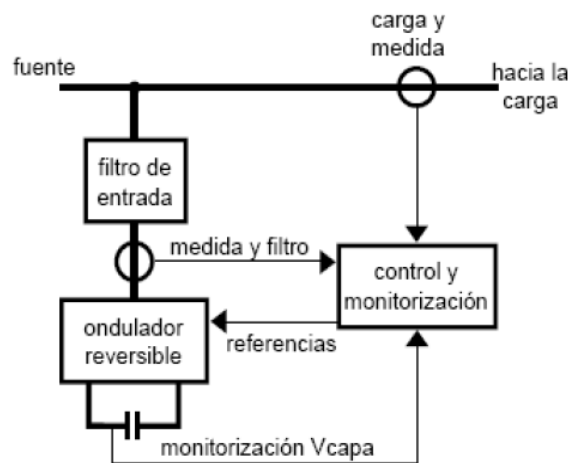 carga y
medida
fuente
hacia la
carga
filtro de
entrada
medida y filtro
control y
monitorización
ondulador
reversible
referencias
monitorización Vcapa